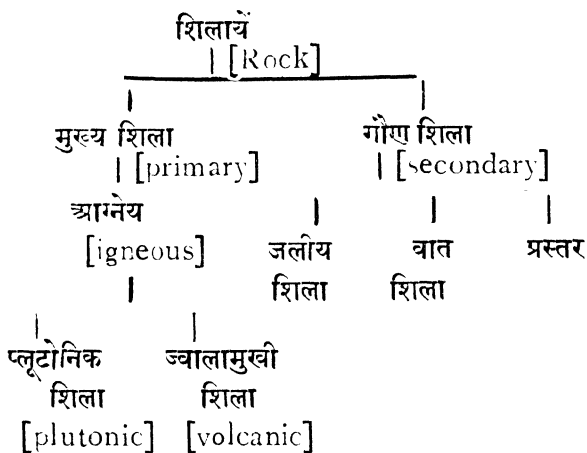 शिलायें
[Rock]
मुख्य शिला गौण शिला
[primary] [secondary]
आग्नेय
[igneous] जलीय वात प्रस्तर
शिला शिला
प्लूटोनिक ज्वालामुखी
शिला शिला
[plutonic] [volcanic]